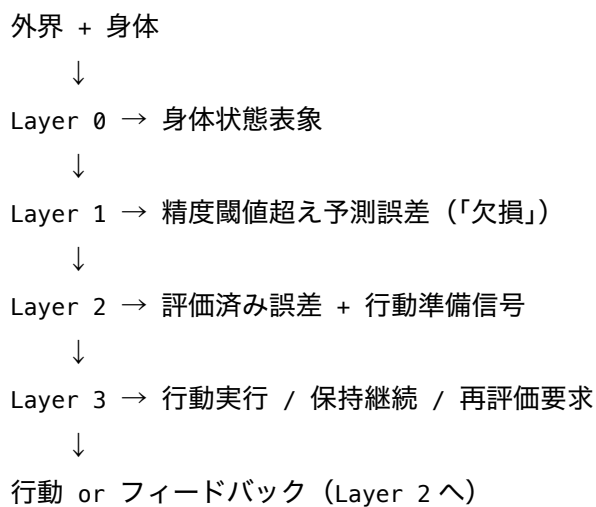 外界 + 身体
↓
Layer 0 → 身体状態表象
↓
Layer 1 → 精度閾値超え予測誤差（「欠損」）
↓
Layer 2 → 評価済み誤差 + 行動準備信号
↓
Layer 3 → 行動実行 / 保持継続 / 再評価要求
↓
行動 or フィードバック（Layer 2 へ）